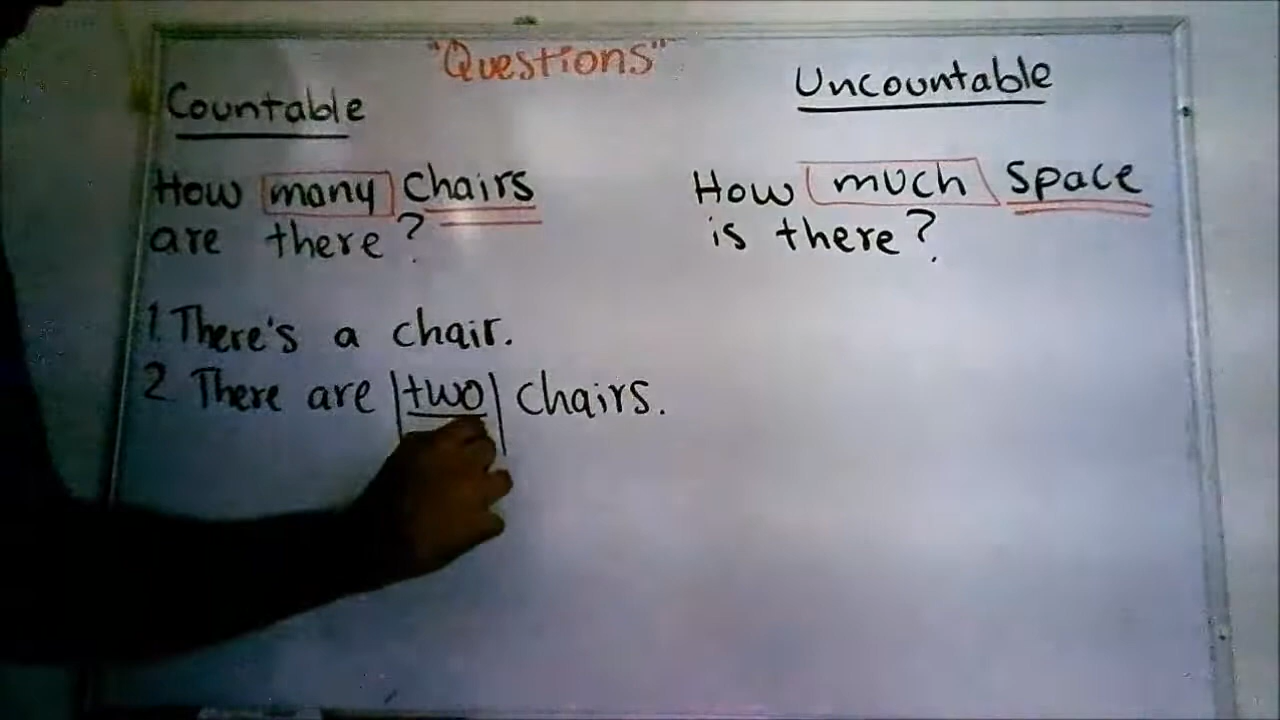 "Questions"
Countable
How many chairs
are there?
1. There's a chair.
2 There are |two| chairs.
Uncountable
How much space
is there?